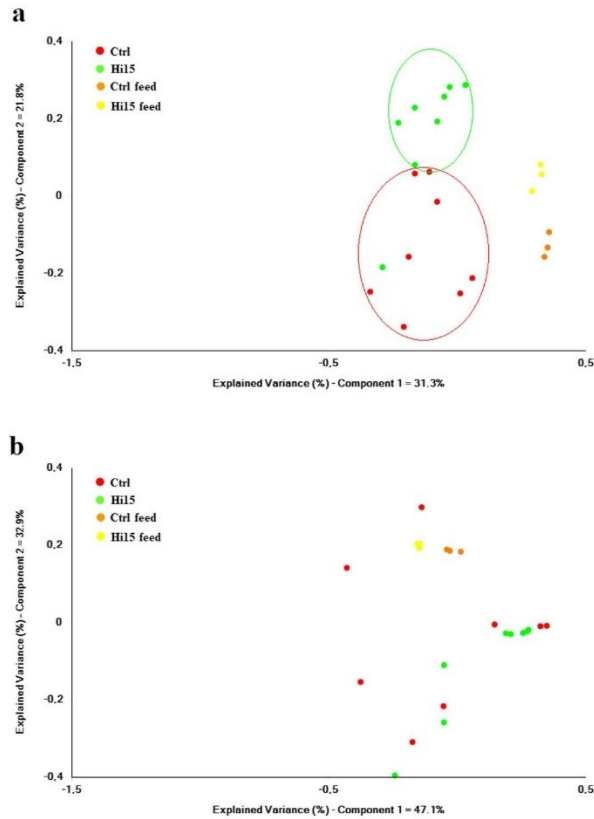 a
0,4
Ctrl
Hi15
Ctrl feed
Hi15 feed
0,2
0
-0,2
-0,4
Explained Variance (%) - Component 2 = 21.8%
-1,5
-0,5
0,5
Explained Variance (%) - Component 1 = 31.3%
b
0,4
Ctrl
Hi15
Ctrl feed
Hi15 feed
0,2
0
-0,2
-0,4
Explained Variance (%) - Component 2 = 32.9%
-1,5
-0,5
0,5
Explained Variance (%) - Component 1 = 47.1%